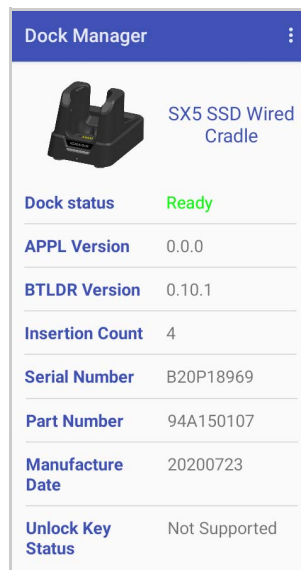 Dock Manager
SX5 SSD Wired
Cradle
Dock status Ready
APPL Version 0.0.0
BTLDR Version 0.10.1
Insertion Count 4
Serial Number B20P18969
Part Number 94A150107
Manufacture 20200723
Date
Unlock Key Not Supported
Status